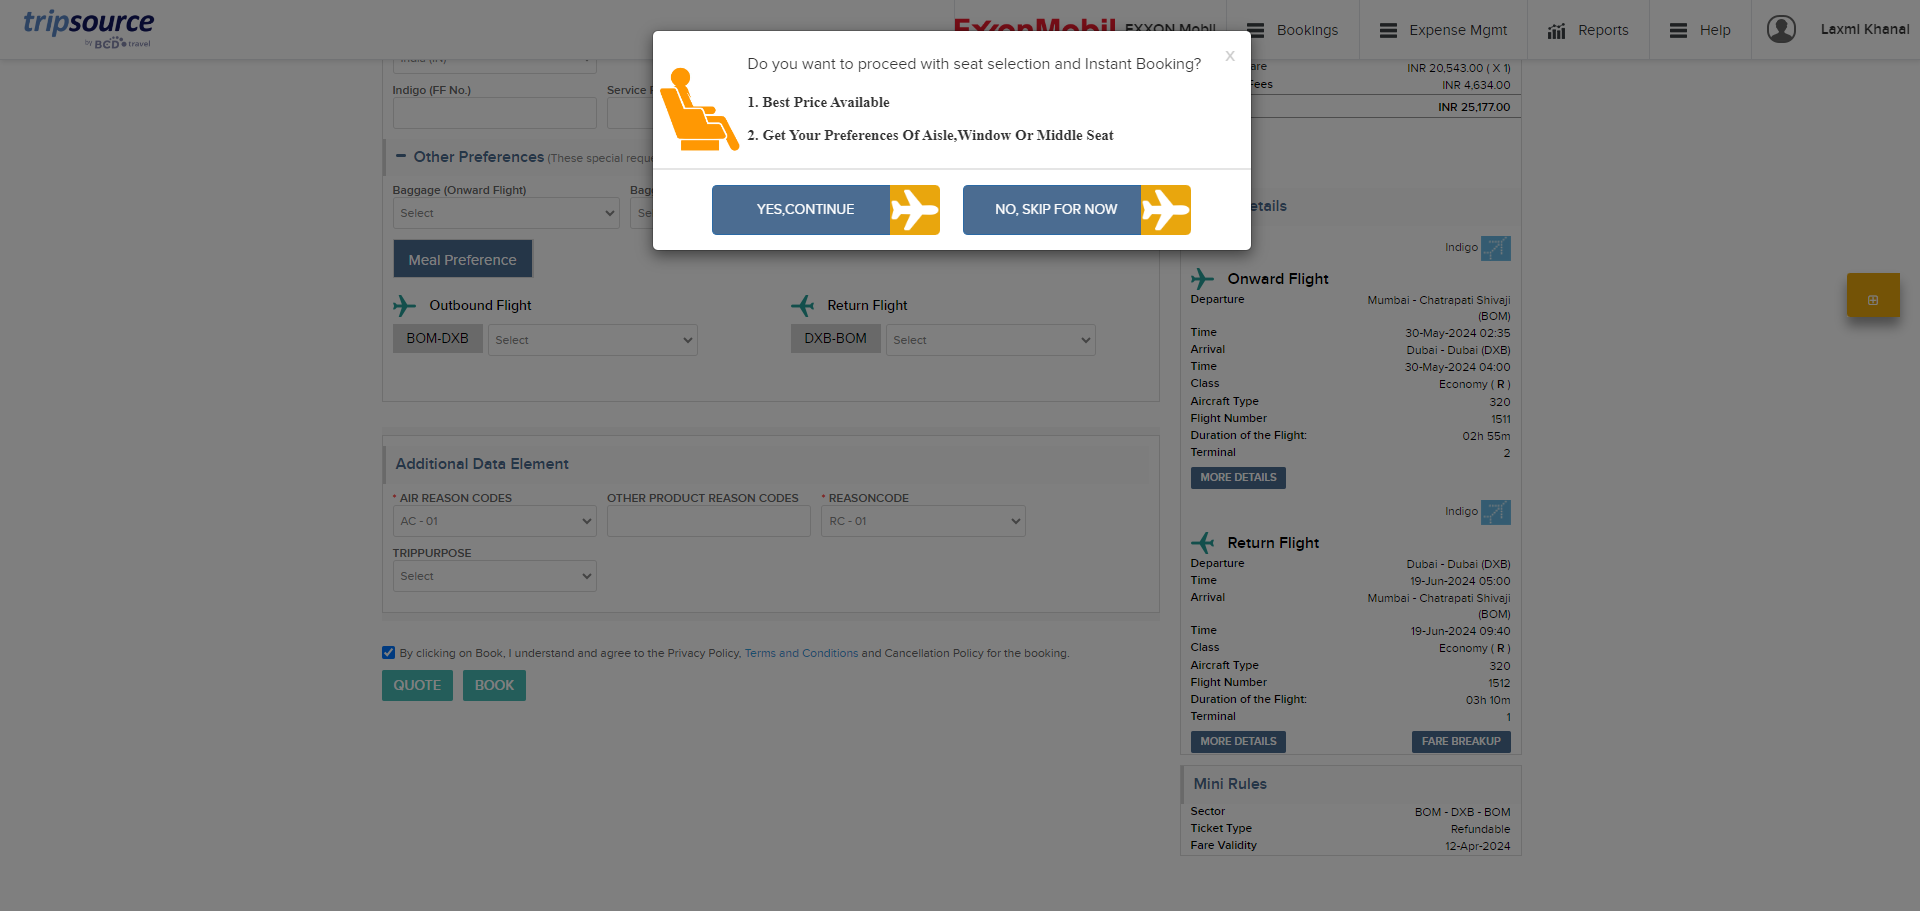 tripsource
by BCD travel
ExxonMobil
EXXON Mobil
Bookings
Expense Mgmt
Reports
Help
Laxmi Khanal
Do you want to proceed with seat selection and Instant Booking?
x
1. Best Price Available
2. Get Your Preferences Of Aisle,Window Or Middle Seat
YES,CONTINUE
NO, SKIP FOR NOW
India (IN)
Indigo (FF No.)
Service
Other Preferences (These special
Baggage (Onward Flight)
Select
Meal Preference
Outbound Flight
Return Flight
BOM-DXB
Select
DXB-BOM
Select
Additional Data Element
* AIR REASON CODES
OTHER PRODUCT REASON CODES
* REASONCODE
AC - 01
RC - 01
TRIPPURPOSE
Select
By clicking on Book, I understand and agree to the Privacy Policy, Terms and Conditions and Cancellation Policy for the booking.
QUOTE
BOOK
INR 20,543.00 ( X 1)
Fees
INR 4,634.00
INR 25,177.00
Indigo
Onward Flight
Departure
Mumbai - Chatrapati Shivaji
(BOM)
Time
30-May-2024 02:35
Arrival
Dubai - Dubai (DXB)
Time
30-May-2024 04:00
Class
Economy ( R )
Aircraft Type
320
Flight Number
1511
Duration of the Flight:
02h 55m
Terminal
2
MORE DETAILS
Indigo
Return Flight
Departure
Dubai - Dubai (DXB)
Time
19-Jun-2024 05:00
Arrival
Mumbai - Chatrapati Shivaji
(BOM)
Time
19-Jun-2024 09:40
Class
Economy ( R )
Aircraft Type
320
Flight Number
1512
Duration of the Flight:
03h 10m
Terminal
1
MORE DETAILS
FARE BREAKUP
Mini Rules
Sector
BOM - DXB - BOM
Ticket Type
Refundable
Fare Validity
12-Apr-2024